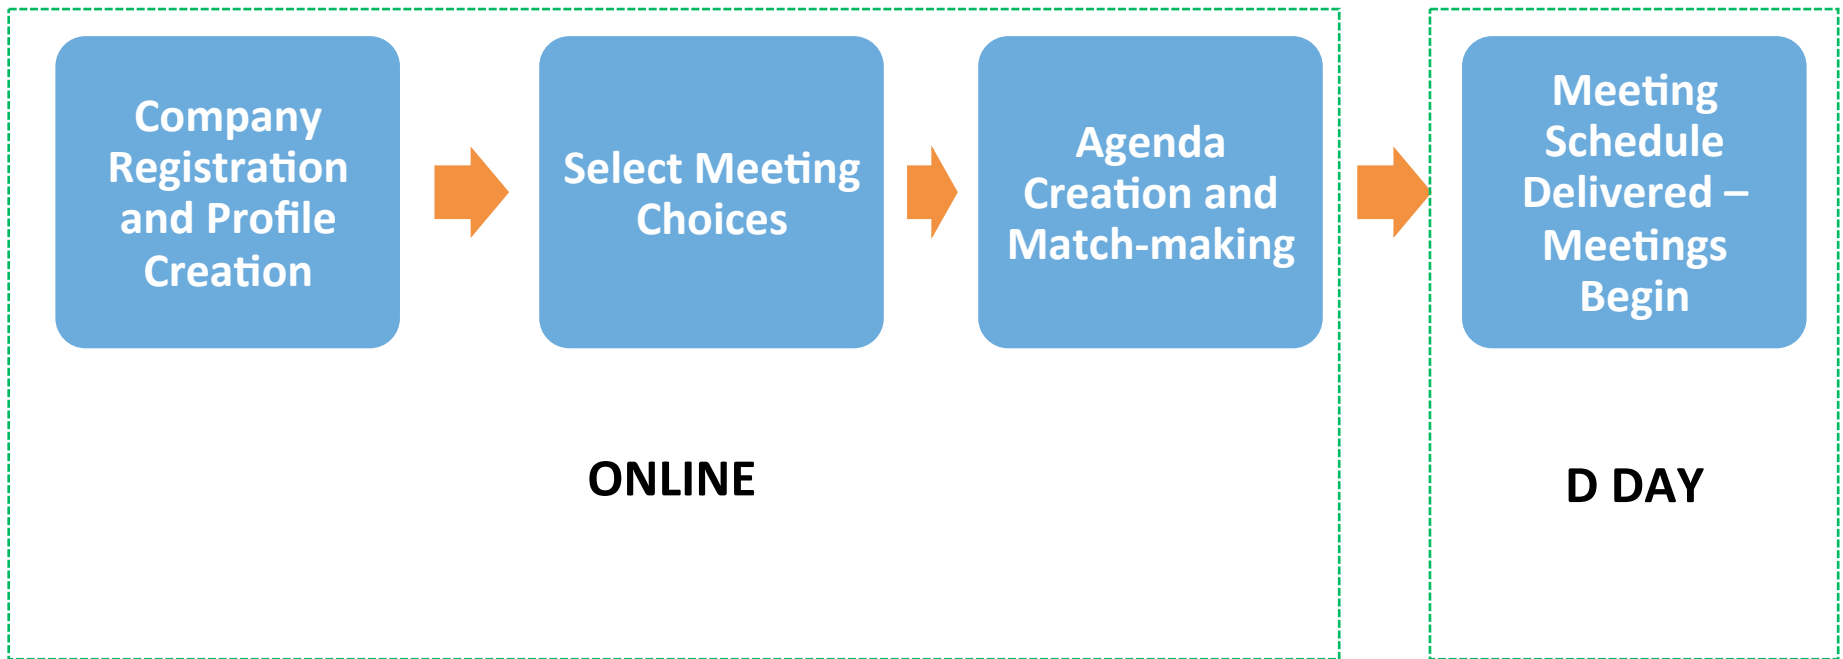 Company
Registration
and Profile
Creation
Select Meeting
Choices
Agenda
Creation and
Match-making
Meeting
Schedule
Delivered –
Meetings
Begin
ONLINE
D DAY